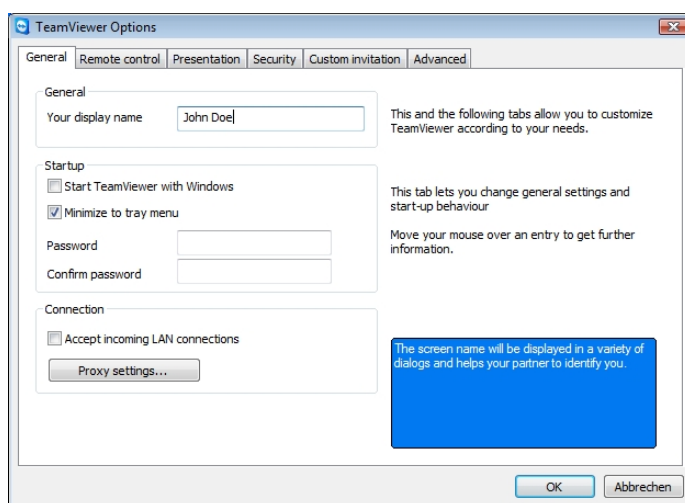 TeamViewer Options
General Remote control Presentation Security Custom invitation Advanced
General
Your display name John Doe
This and the following tabs allow you to customize
TeamViewer according to your needs.
Startup
Start TeamViewer with Windows
Minimize to tray menu
Password
Confirm password
This tab lets you change general settings and
start-up behaviour
Move your mouse over an entry to get further
information.
Connection
Accept incoming LAN connections
Proxy settings...
The screen name will be displayed in a variety of
dialogs and helps your partner to identify you.
OK Abbrechen